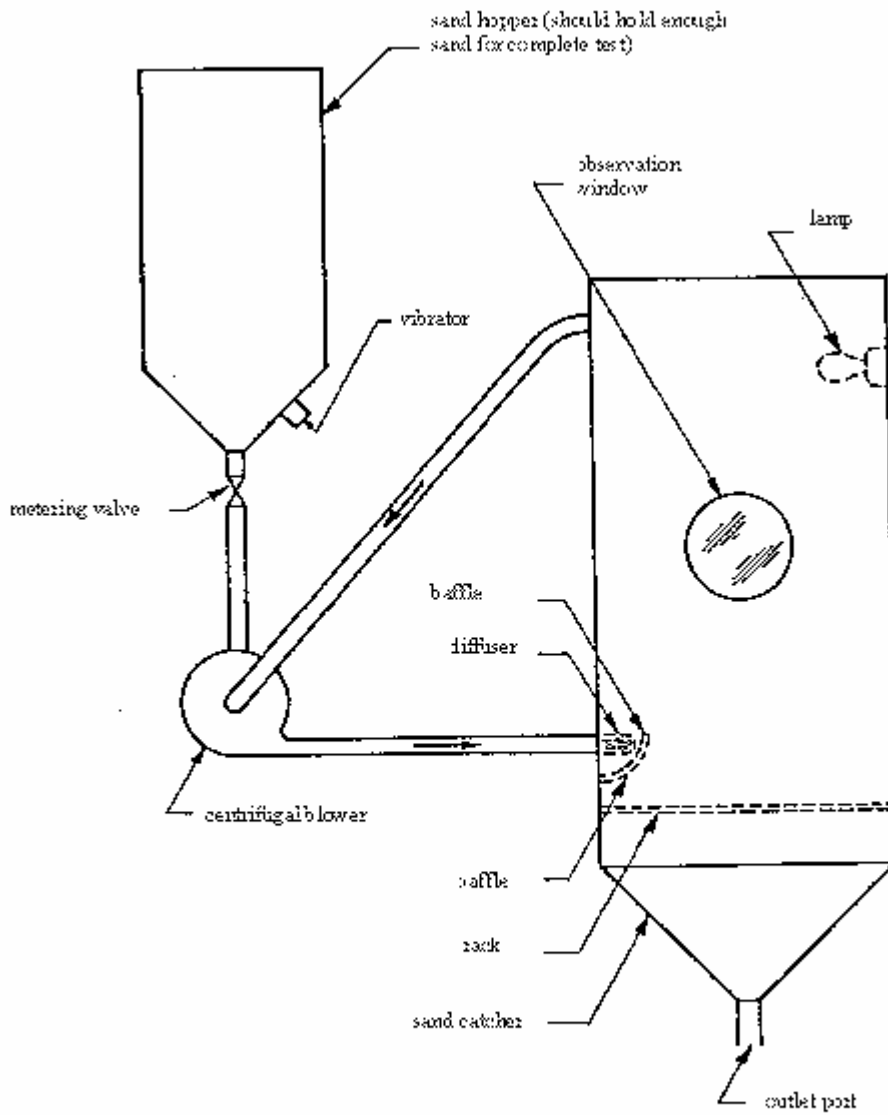 sand hopper (should hold enough
sand for complete test)
observation
window
lamp
vibrator
metering valve
baffle
diffuser
centrifugal blower
baffle
rack
sand catcher
outlet port